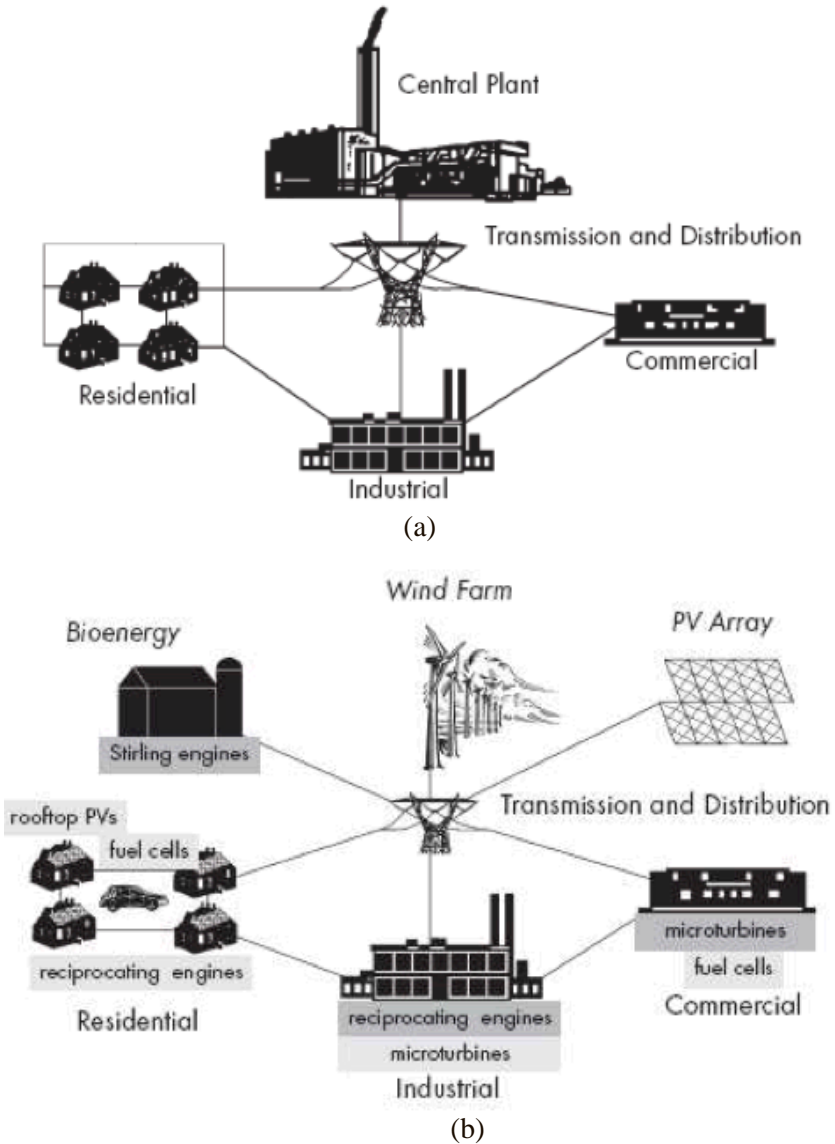 Central Plant
Transmission and Distribution
Residential
Commercial
Industrial
(a)
Wind Farm
Bioenergy
PV Array
Stirling engines
Transmission and Distribution
rooftop PVs
fuel cells
reciprocating engines
Residential
microturbines
fuel cells
Commercial
reciprocating engines
microturbines
Industrial
(b)